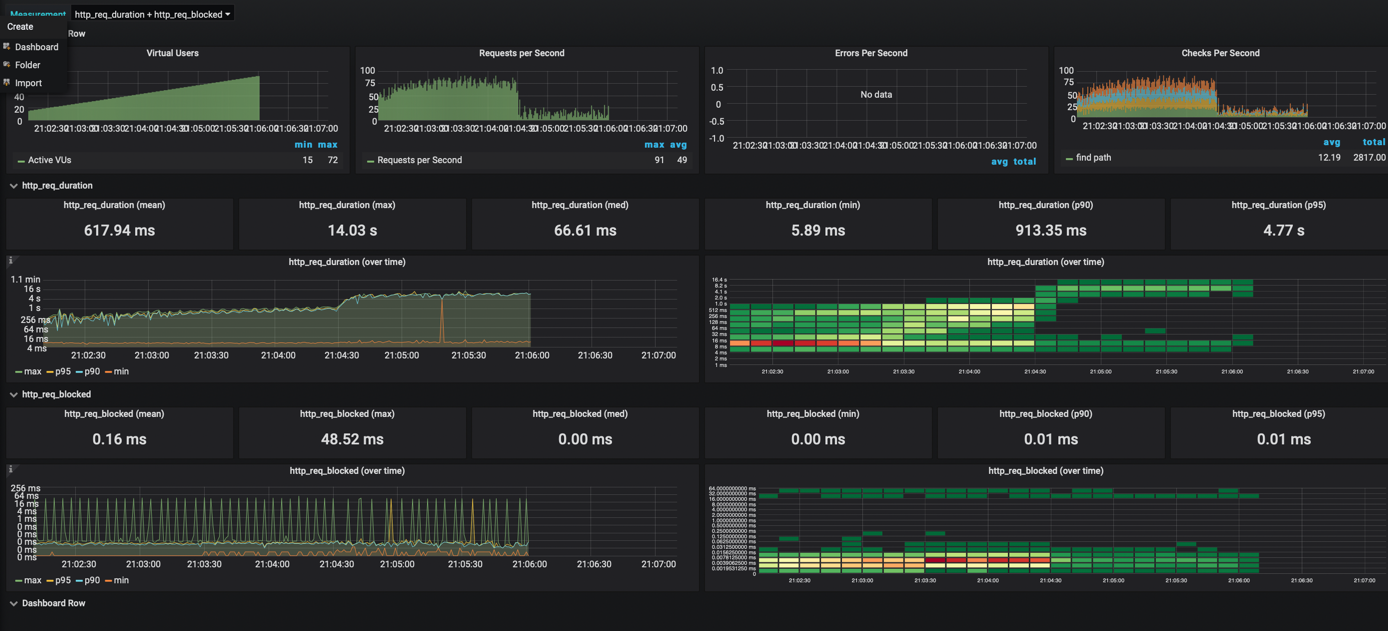 Measurement http_req_duration + http_req_blocked
Create
Row
Dashboard
Folder
Import
Virtual Users
40
20
0
21:02:30 21:03:00 21:03:30 21:04:00 21:04:30 21:05:00 21:05:30 21:06:00 21:06:30 21:07:00
min max
Active VUs 15 72
Requests per Second
100
75
50
25
0
21:02:30 21:03:00 21:03:30 21:04:00 21:04:30 21:05:00 21:05:30 21:06:00 21:06:30 21:07:00
max avg
Requests per Second 91 49
Errors Per Second
1.0
0.5
0
-0.5
-1.0
No data
21:02:30 21:03:00 21:03:30 21:04:00 21:04:30 21:05:00 21:05:30 21:06:00 21:06:30 21:07:00
avg total
Checks Per Second
100
75
50
25
0
21:02:30 21:03:00 21:03:30 21:04:00 21:04:30 21:05:00 21:05:30 21:06:00 21:06:30 21:07:00
avg total
find path 12.19 2817.00
http_req_duration
http_req_duration (mean)
617.94 ms
http_req_duration (max)
14.03 s
http_req_duration (med)
66.61 ms
http_req_duration (min)
5.89 ms
http_req_duration (p90)
913.35 ms
http_req_duration (p95)
4.77 s
http_req_duration (over time)
1.1 min
16 s
4 s
1 s
256 ms
64 ms
16 ms
4 ms
21:02:30 21:03:00 21:03:30 21:04:00 21:04:30 21:05:00 21:05:30 21:06:00 21:06:30 21:07:00
max p95 p90 min
http_req_duration (over time)
16.4 s
8.2 s
4.1 s
2.0 s
1.0 s
512 ms
256 ms
128 ms
64 ms
32 ms
16 ms
8 ms
4 ms
2 ms
1 ms
21:02:30 21:03:00 21:03:30 21:04:00 21:04:30 21:05:00 21:05:30 21:06:00 21:06:30 21:07:00
http_req_blocked
http_req_blocked (mean)
0.16 ms
http_req_blocked (max)
48.52 ms
http_req_blocked (med)
0.00 ms
http_req_blocked (min)
0.00 ms
http_req_blocked (p90)
0.01 ms
http_req_blocked (p95)
0.01 ms
http_req_blocked (over time)
256 ms
64 ms
16 ms
4 ms
1 ms
0 ms
0 ms
0 ms
0 ms
0 ms
21:02:30 21:03:00 21:03:30 21:04:00 21:04:30 21:05:00 21:05:30 21:06:00 21:06:30 21:07:00
max p95 p90 min
http_req_blocked (over time)
64.0000000000 ms
32.0000000000 ms
16.0000000000 ms
8.0000000000 ms
4.0000000000 ms
2.0000000000 ms
1.0000000000 ms
0.5000000000 ms
0.2500000000 ms
0.1250000000 ms
0.0625000000 ms
0.0312500000 ms
0.0156250000 ms
0.0078125000 ms
0.0039062500 ms
0.0019531250 ms
0
21:02:30 21:03:00 21:03:30 21:04:00 21:04:30 21:05:00 21:05:30 21:06:00 21:06:30 21:07:00
Dashboard Row